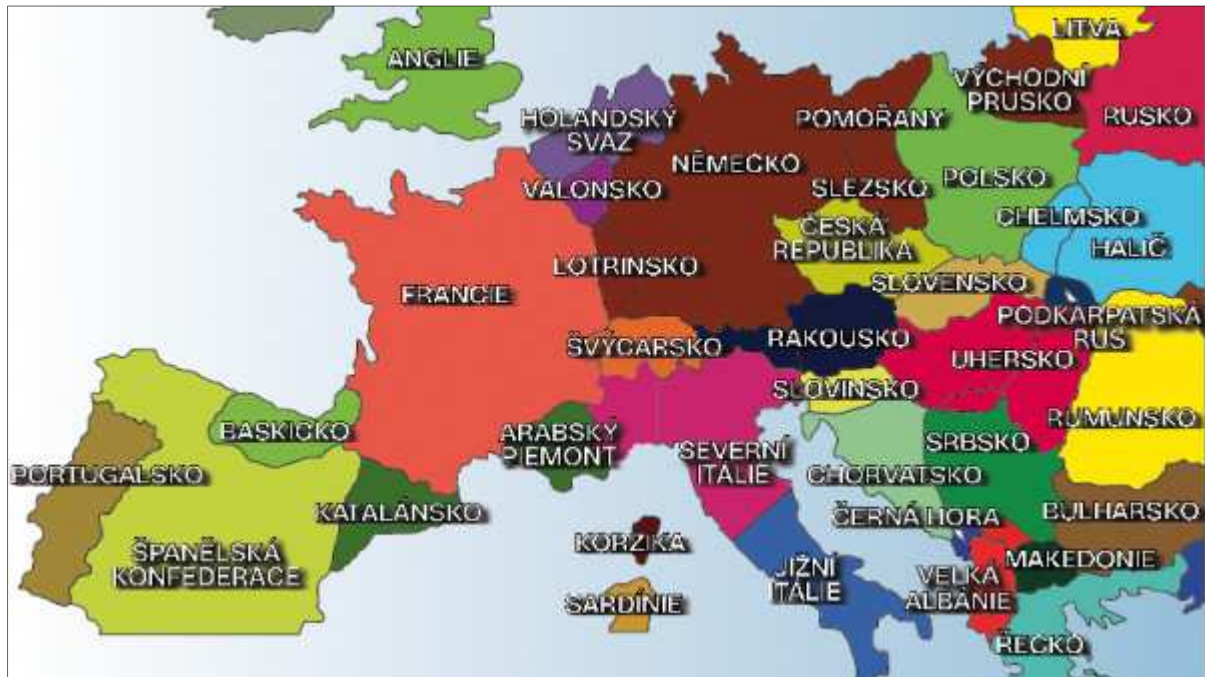 LITVA
ANGLIE
VÝCHODNÍ
PRUSKO
HOLANDSKÝ
SVAZ
POMOŘANY
RUSKO
NĚMECKO
VALONSKO
SLEZSKO
POLSKO
CHELMSKO
ČESKÁ
REPUBLIKA
HALIČ
LOTRINSKO
SLOVENSKO
FRANCIE
PODKARPATSKÁ
RUS
ŠVÝCARSKO
RAKOUSKO
UHERSKO
SLOVINSKO
RUMUNSKO
BASKICKO
ARABSKÝ
PIEMONT
SEVERNÍ
ITÁLIE
SRBSKO
CHORVATSKO
PORTUGALSKO
KATALÁNSKO
ČERNÁ HORA
BULHARSKO
KORZIKA
ŠPANĚLSKÁ
KONFEDERACE
JIŽNÍ
ITÁLIE
MAKEDONIE
VELKÁ
ALBÁNIE
SARDÍNIE
ŘECKO